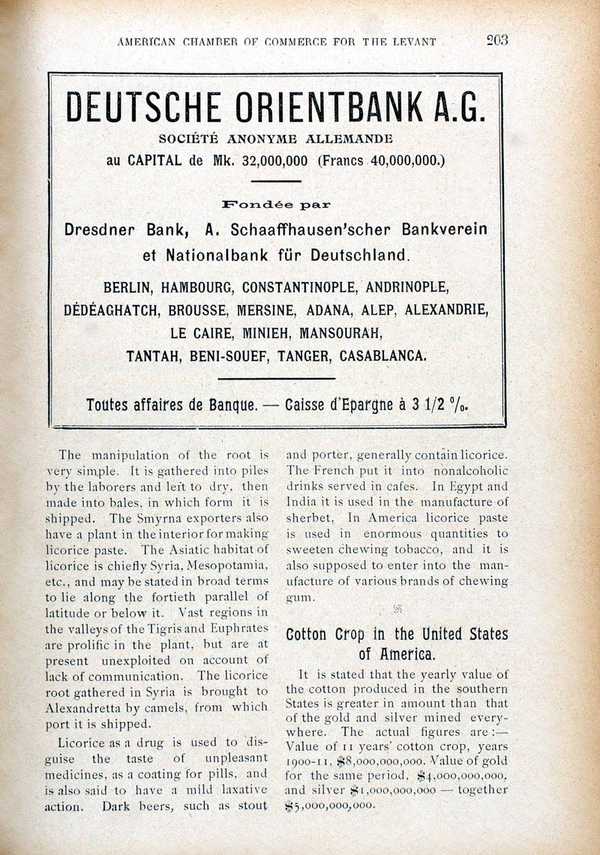 AMERICAN CHAMBER OF COMMERCE FOR THE LEVANT 203
DEUTSCHE ORIENTBANK A.G.
SOCIÉTÉ ANONYME ALLEMANDE
au CAPITAL de Mk. 32,000,000 (Francs 40,000,000.)
Fondée par
Dresdner Bank, A. Schaaffhausen'scher Bankverein
et Nationalbank für Deutschland.
BERLIN, HAMBOURG, CONSTANTINOPLE, ANDRINOPLE,
DÉDÉAGHATCH, BROUSSE, MERSINE, ADANA, ALEP, ALEXANDRIE,
LE CAIRE, MINIEH, MANSOURAH,
TANTAH, BENI-SOUEF, TANGER, CASABLANCA.
Toutes affaires de Banque. — Caisse d'Epargne à 3 1/2 %.
The manipulation of the root is
very simple. It is gathered into piles
by the laborers and left to dry, then
made into bales, in which form it is
shipped. The Smyrna exporters also
have a plant in the interior for making
licorice paste. The Asiatic habitat of
licorice is chiefly Syria, Mesopotamia,
etc., and may be stated in broad terms
to lie along the fortieth parallel of
latitude or below it. Vast regions in
the valleys of the Tigris and Euphrates
are prolific in the plant, but are at
present unexploited on account of
lack of communication. The licorice
root gathered in Syria is brought to
Alexandretta by camels, from which
port it is shipped.
Licorice as a drug is used to dis-
guise the taste of unpleasant
medicines, as a coating for pills, and
is also said to have a mild laxative
action. Dark beers, such as stout
and porter, generally contain licorice.
The French put it into nonalcoholic
drinks served in cafes. In Egypt and
India it is used in the manufacture of
sherbet, In America licorice paste
is used in enormous quantities to
sweeten chewing tobacco, and it is
also supposed to enter into the man-
ufacture of various brands of chewing
gum.
Cotton Crop in the United States
of America.
It is stated that the yearly value of
the cotton produced in the southern
States is greater in amount than that
of the gold and silver mined every-
where. The actual figures are :—
Value of 11 years' cotton crop, years
1900-11, $8,000,000,000. Value of gold
for the same period, $4,000,000,000,
and silver $1,000,000,000 — together
$5,000,000,000.